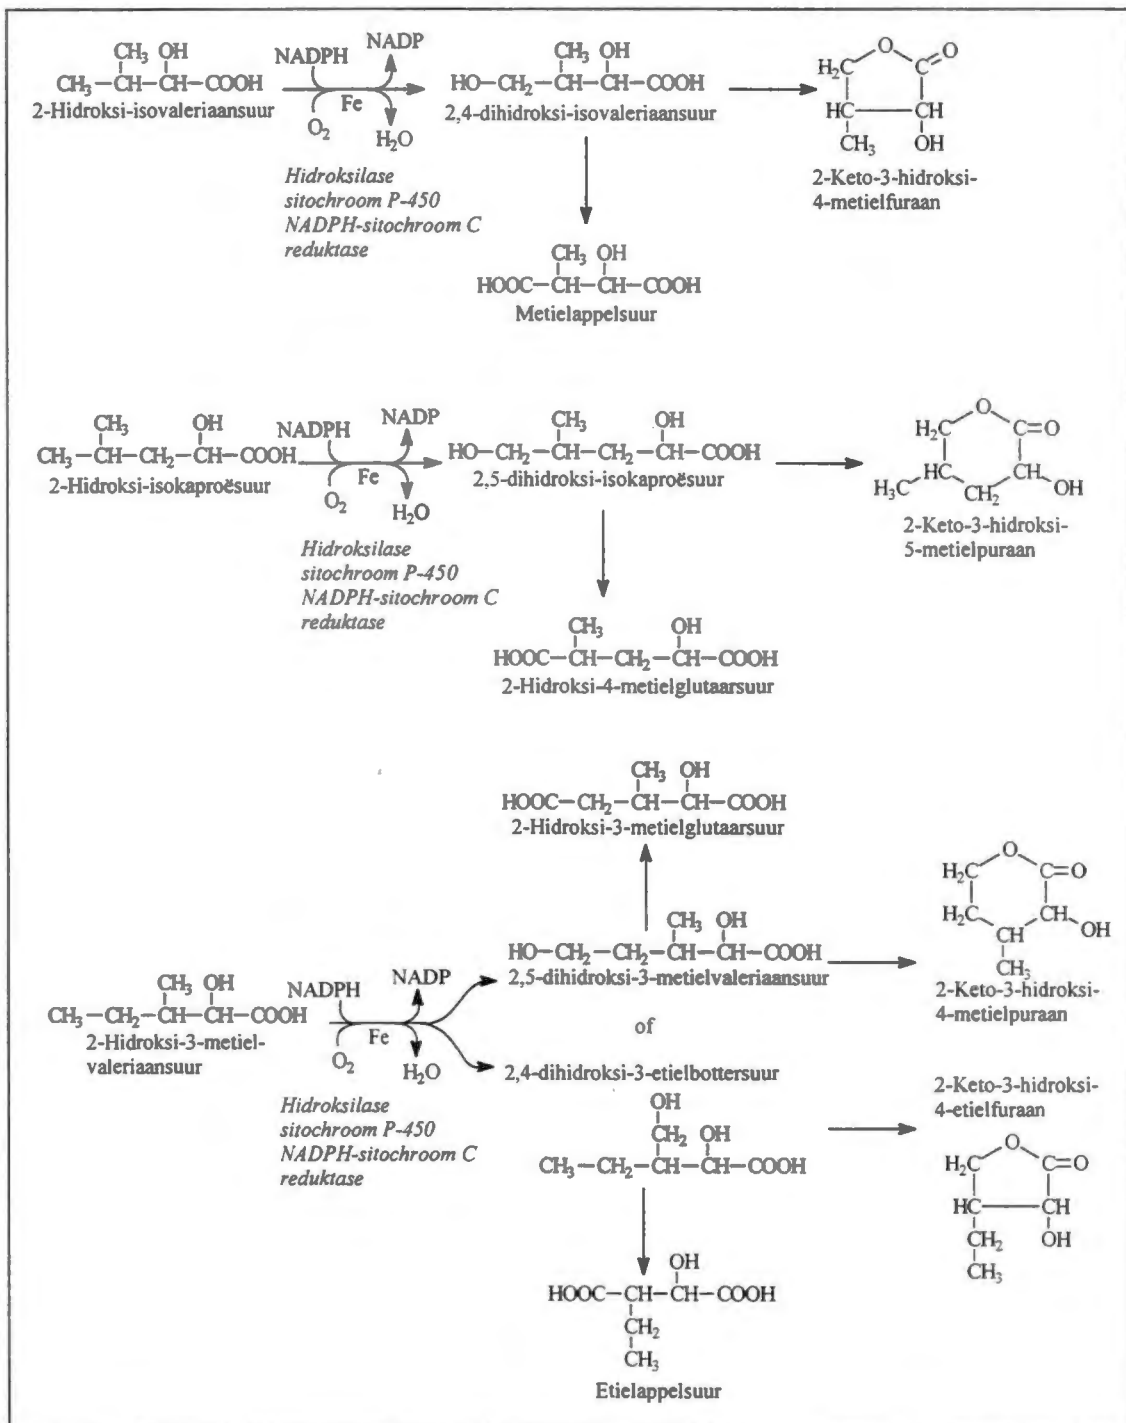 CH₃ OH
CH₃–CH–CH–COOH
2-Hidroksi-isovaleriaansuur
NADPH
NADP
Fe
O₂
H₂O
Hidroksilase
sitochroom P-450
NADPH-sitochroom C
reduktase
CH₃ OH
HO–CH₂–CH–CH–COOH
2,4-dihidroksi-isovaleriaansuur
O
H₂C C=O
HC CH
CH₃ OH
2-Keto-3-hidroksi-
4-metielfuraan
CH₃ OH
HOOC–CH–CH–COOH
Metielappelsuur
CH₃ OH
CH₃–CH–CH₂–CH–COOH
2-Hidroksi-isokaproësuur
NADPH
NADP
Fe
O₂
H₂O
Hidroksilase
sitochroom P-450
NADPH-sitochroom C
reduktase
CH₃ OH
HO–CH₂–CH–CH₂–CH–COOH
2,5-dihidroksi-isokaproësuur
O
H₂C C=O
HC CH
H₃C CH₂ OH
2-Keto-3-hidroksi-
5-metielpuraan
CH₃ OH
HOOC–CH–CH₂–CH–COOH
2-Hidroksi-4-metielglutaarsuur
CH₃ OH
HOOC–CH₂–CH–CH–COOH
2-Hidroksi-3-metielglutaarsuur
CH₃ OH
HO–CH₂–CH₂–CH–CH–COOH
2,5-dihidroksi-3-metielvaleriaansuur
O
H₂C C=O
H₂C CH
CH OH
CH₃
2-Keto-3-hidroksi-
4-metielpuraan
CH₃ OH
CH₃–CH₂–CH–CH–COOH
2-Hidroksi-3-metiel-
valeriaansuur
NADPH
NADP
Fe
O₂
H₂O
Hidroksilase
sitochroom P-450
NADPH-sitochroom C
reduktase
of
2,4-dihidroksi-3-etielbottersuur
OH
CH₂ OH
CH₃–CH₂–CH–CH–COOH
2-Keto-3-hidroksi-
4-etielfuraan
O
H₂C C=O
HC CH
CH₂ OH
CH₃
OH
HOOC–CH–CH–COOH
CH₂
CH₃
Etielappelsuur